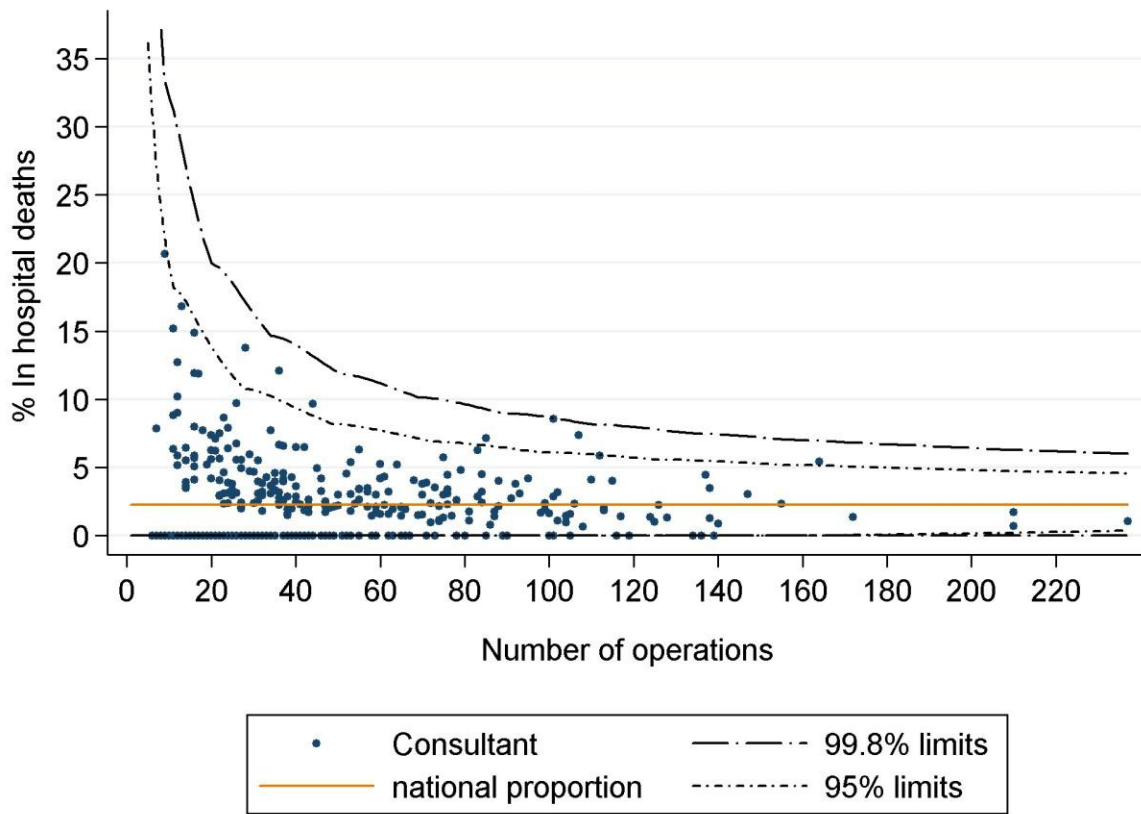 % In hospital deaths
35
30
25
20
15
10
5
0
0 20 40 60 80 100 120 140 160 180 200 220
Number of operations
Consultant 99.8% limits
national proportion 95% limits